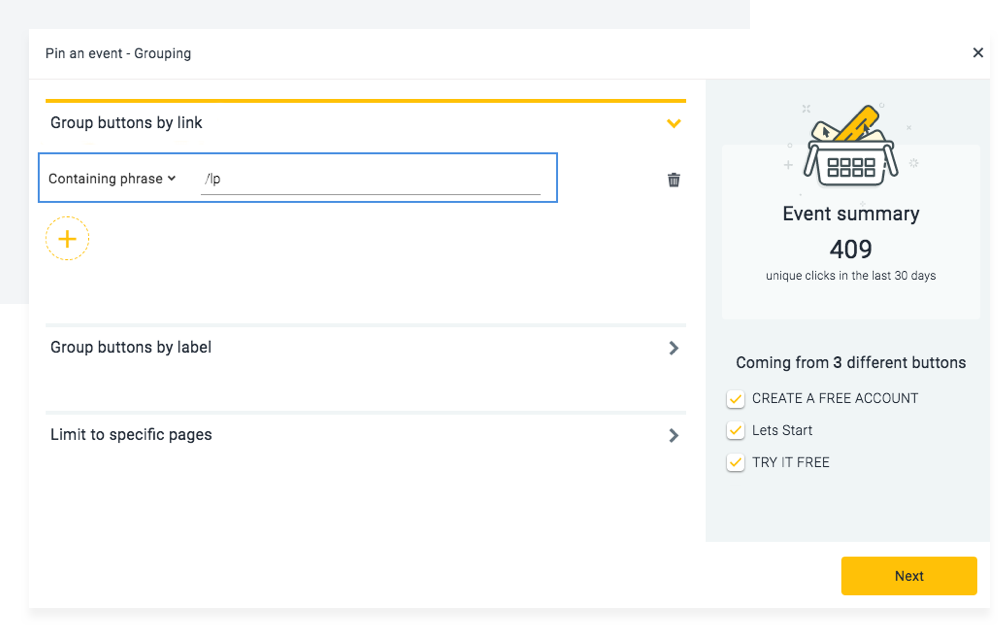 Pin an event - Grouping
Group buttons by link
Containing phrase /lp
Group buttons by label
Limit to specific pages
Event summary
409
unique clicks in the last 30 days
Coming from 3 different buttons
CREATE A FREE ACCOUNT
Lets Start
TRY IT FREE
Next